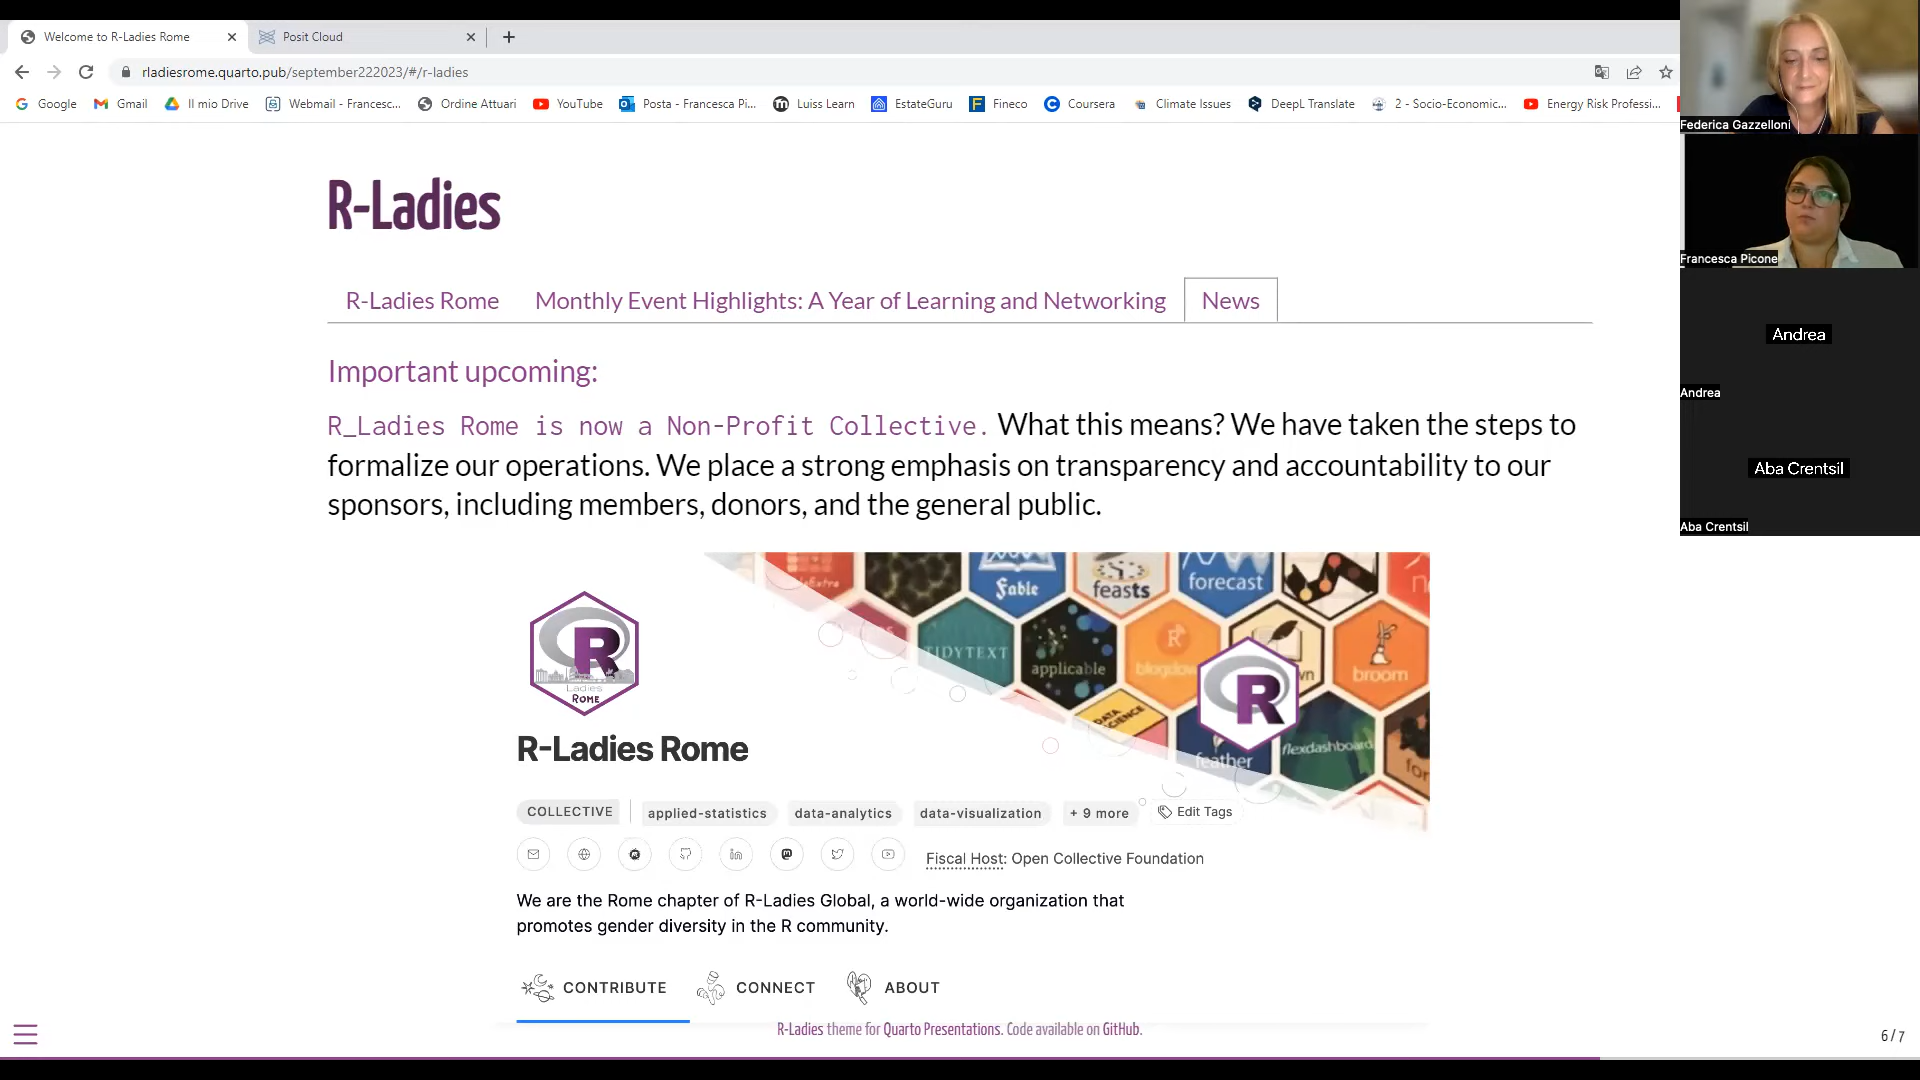 Welcome to R-Ladies Rome
Posit Cloud
rladiesrome.quarto.pub/september222023/#/r-ladies
Google
Gmail
Il mio Drive
Webmail - Francesc...
Ordine Attuari
YouTube
Posta - Francesca Pi...
Luiss Learn
EstateGuru
Fineco
Coursera
Climate Issues
DeepL Translate
2 - Socio-Economic...
Energy Risk Professi...
Federica Gazzelloni
Francesca Picone
Andrea
Andrea
Aba Crentsil
Aba Crentsil
R-Ladies
R-Ladies Rome
Monthly Event Highlights: A Year of Learning and Networking
News
Important upcoming:
R_Ladies Rome is now a Non-Profit Collective. What this means? We have taken the steps to
formalize our operations. We place a strong emphasis on transparency and accountability to our
sponsors, including members, donors, and the general public.
Fable
feasts
forecast
TIDYTEXT
applicable
broom
DATA
SCIENCE
feather
flexdashboard
R
Ladies
ROME
R
R-Ladies Rome
COLLECTIVE
applied-statistics
data-analytics
data-visualization
+ 9 more
Edit Tags
Fiscal Host: Open Collective Foundation
We are the Rome chapter of R-Ladies Global, a world-wide organization that
promotes gender diversity in the R community.
CONTRIBUTE
CONNECT
ABOUT
R-Ladies theme for Quarto Presentations. Code available on GitHub.
6 / 7